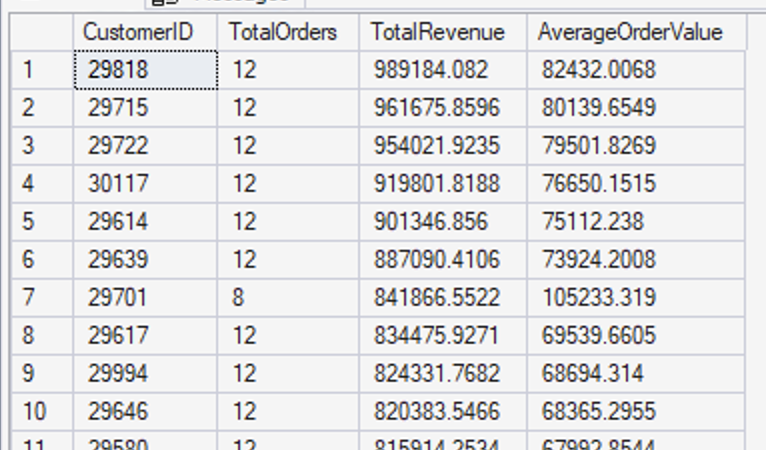 CustomerID TotalOrders TotalRevenue AverageOrderValue
1 29818 12 989184.082 82432.0068
2 29715 12 961675.8596 80139.6549
3 29722 12 954021.9235 79501.8269
4 30117 12 919801.8188 76650.1515
5 29614 12 901346.856 75112.238
6 29639 12 887090.4106 73924.2008
7 29701 8 841866.5522 105233.319
8 29617 12 834475.9271 69539.6605
9 29994 12 824331.7682 68694.314
10 29646 12 820383.5466 68365.2955
11 29580 12 815914.2534 67992.8544